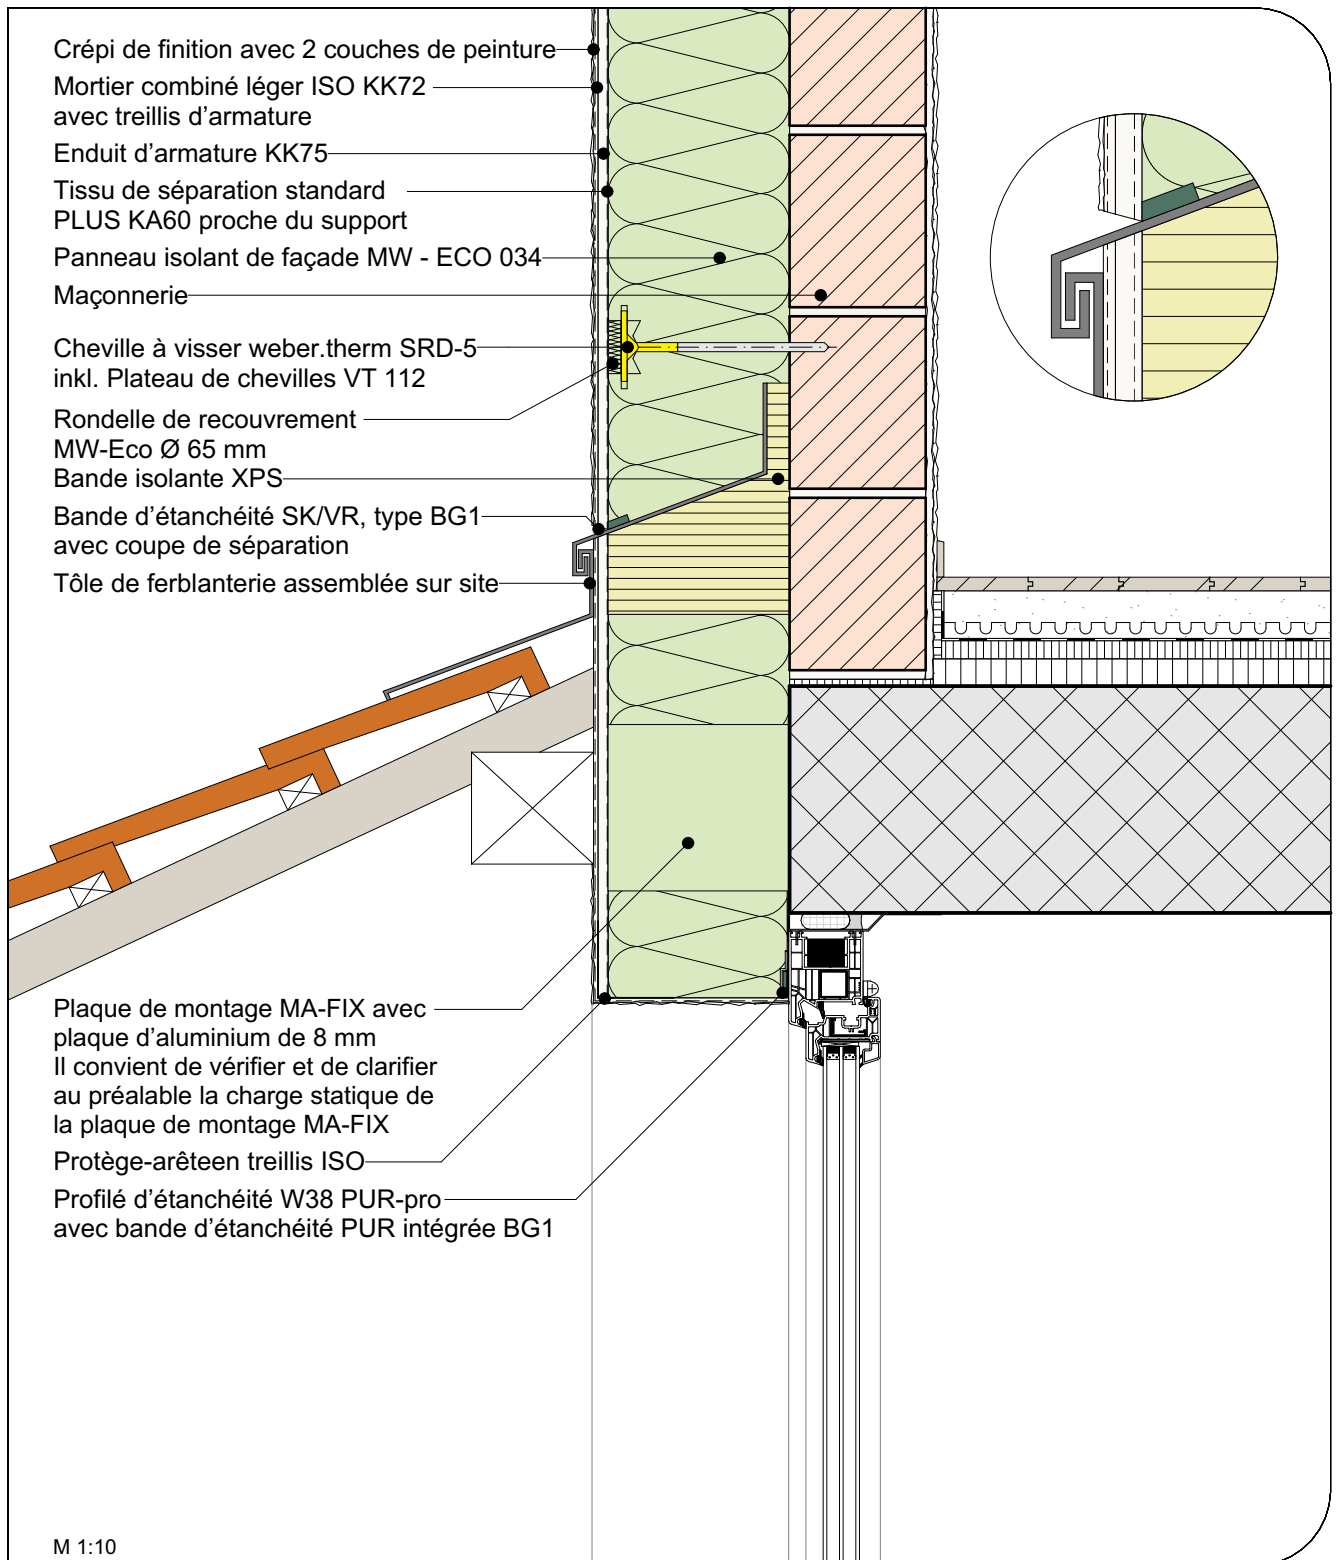 Crépi de finition avec 2 couches de peinture
Mortier combiné léger ISO KK72
avec treillis d'armature
Enduit d'armature KK75
Tissu de séparation standard
PLUS KA60 proche du support
Panneau isolant de façade MW - ECO 034
Maçonnerie
Cheville à visser weber.therm SRD-5
inkl. Plateau de chevilles VT 112
Rondelle de recouvrement
MW-Eco Ø 65 mm
Bande isolante XPS
Bande d'étanchéité SK/VR, type BG1
avec coupe de séparation
Tôle de ferblanterie assemblée sur site
Plaque de montage MA-FIX avec
plaque d'aluminium de 8 mm
Il convient de vérifier et de clarifier
au préalable la charge statique de
la plaque de montage MA-FIX
Protège-arêteen treillis ISO
Profilé d'étanchéité W38 PUR-pro
avec bande d'étanchéité PUR intégrée BG1
M 1:10